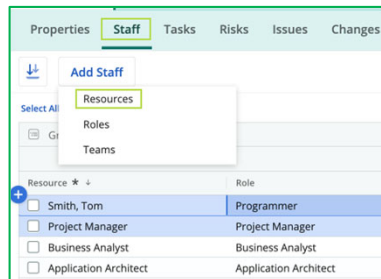 Properties Staff Tasks Risks Issues Changes
Add Staff
Select All
Resources
Roles
Teams
Resource * ↓ Role
Smith, Tom Programmer
Project Manager Project Manager
Business Analyst Business Analyst
Application Architect Application Architect